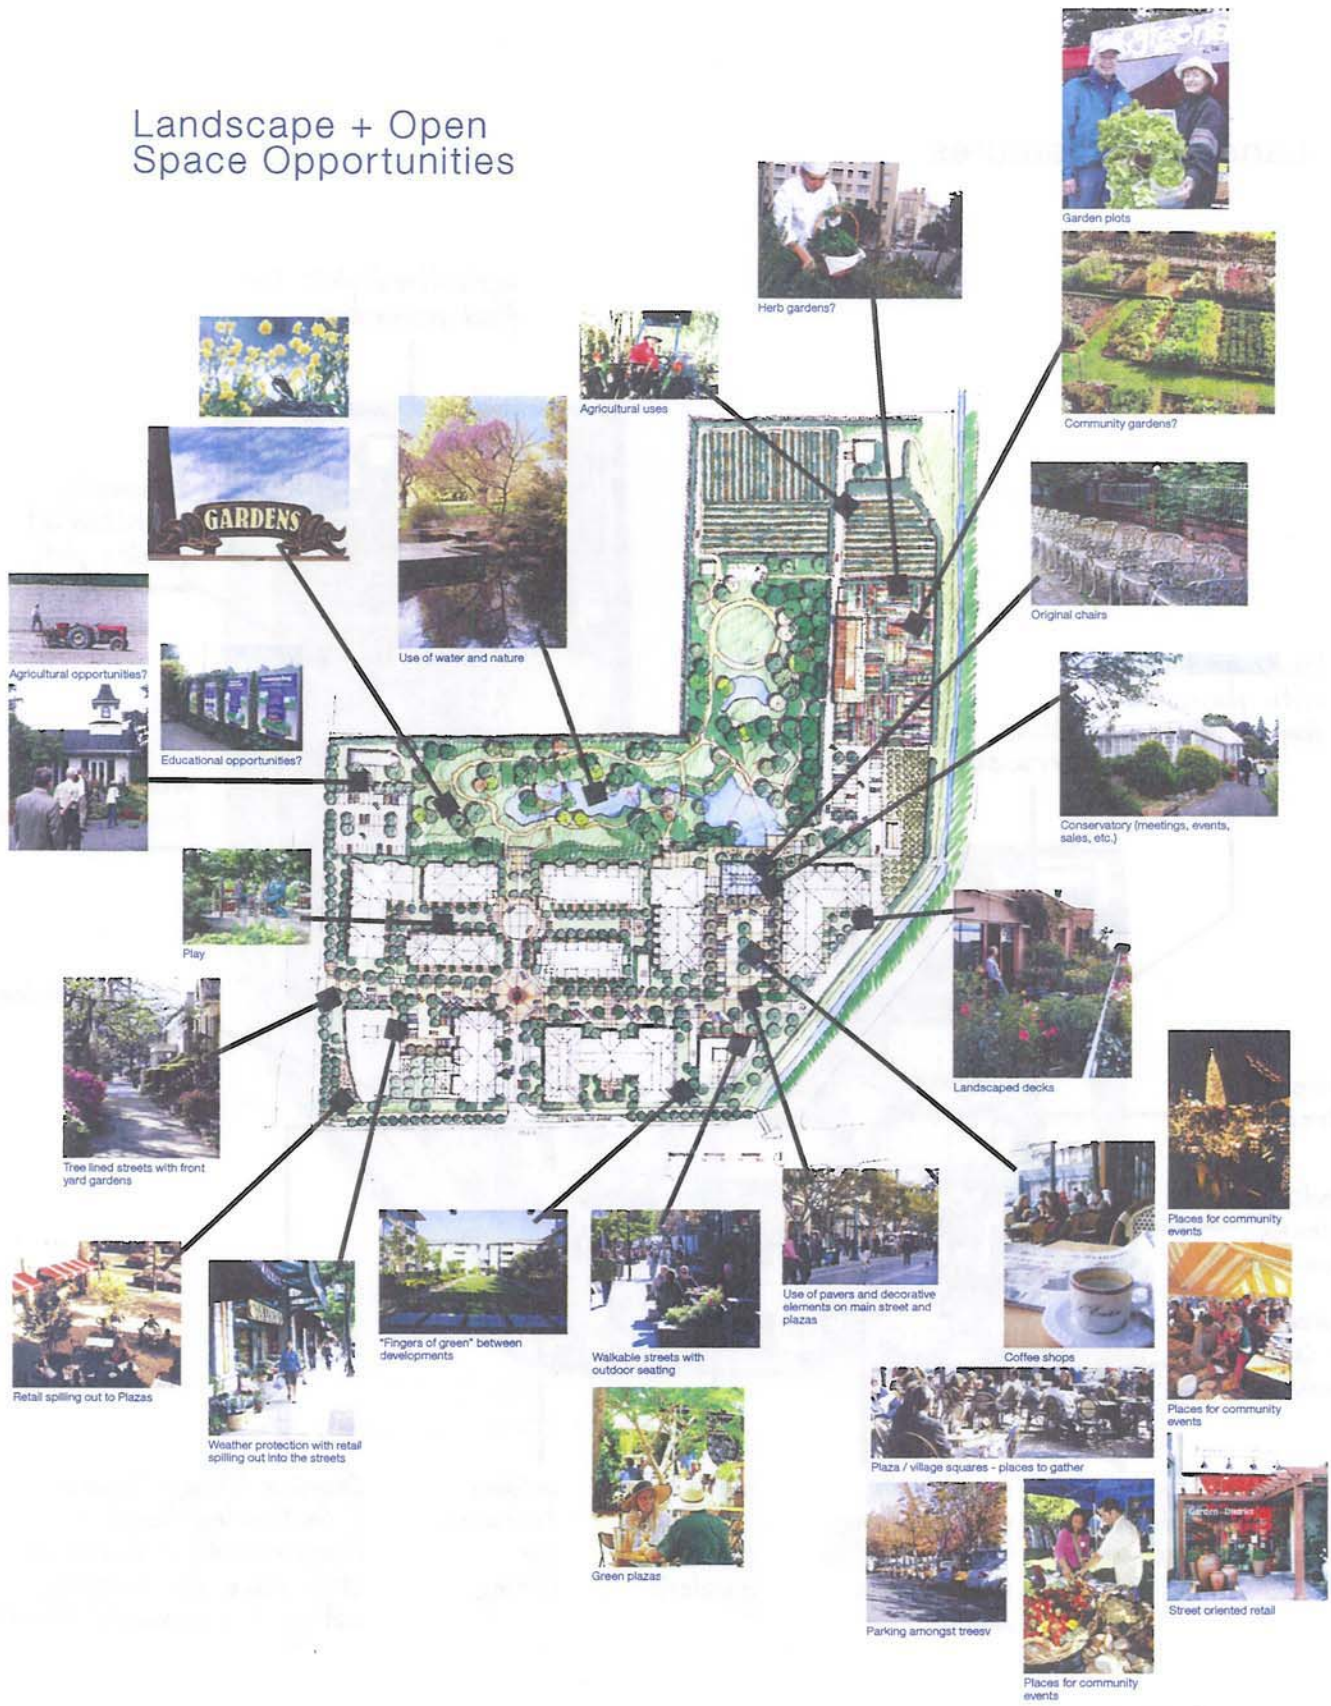 Landscape + Open
Space Opportunities
Garden plots
Herb gardens?
Community gardens?
Agricultural uses
GARDENS
Original chairs
Use of water and nature
Agricultural opportunities?
Educational opportunities?
Conservatory (meetings, events,
sales, etc.)
Play
Landscaped decks
Tree lined streets with front
yard gardens
Places for community
events
Use of pavers and decorative
elements on main street and
plazas
"Fingers of green" between
developments
Walkable streets with
outdoor seating
Coffee shops
Retail spilling out to Plazas
Places for community
events
Weather protection with retail
spilling out into the streets
Plaza / village squares - places to gather
Garden District
Green plazas
Street oriented retail
Parking amongst treesv
Places for community
events